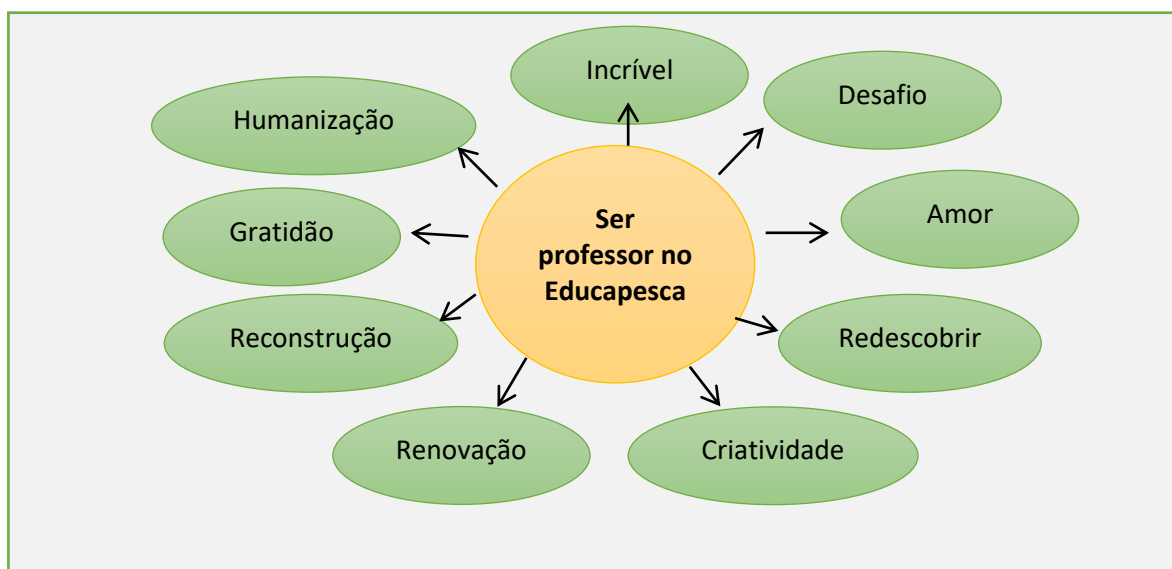 Incrível
Desafio
Humanização
Amor
Gratidão
Ser
professor no
Educapesca
Reconstrução
Redescobrir
Renovação
Criatividade